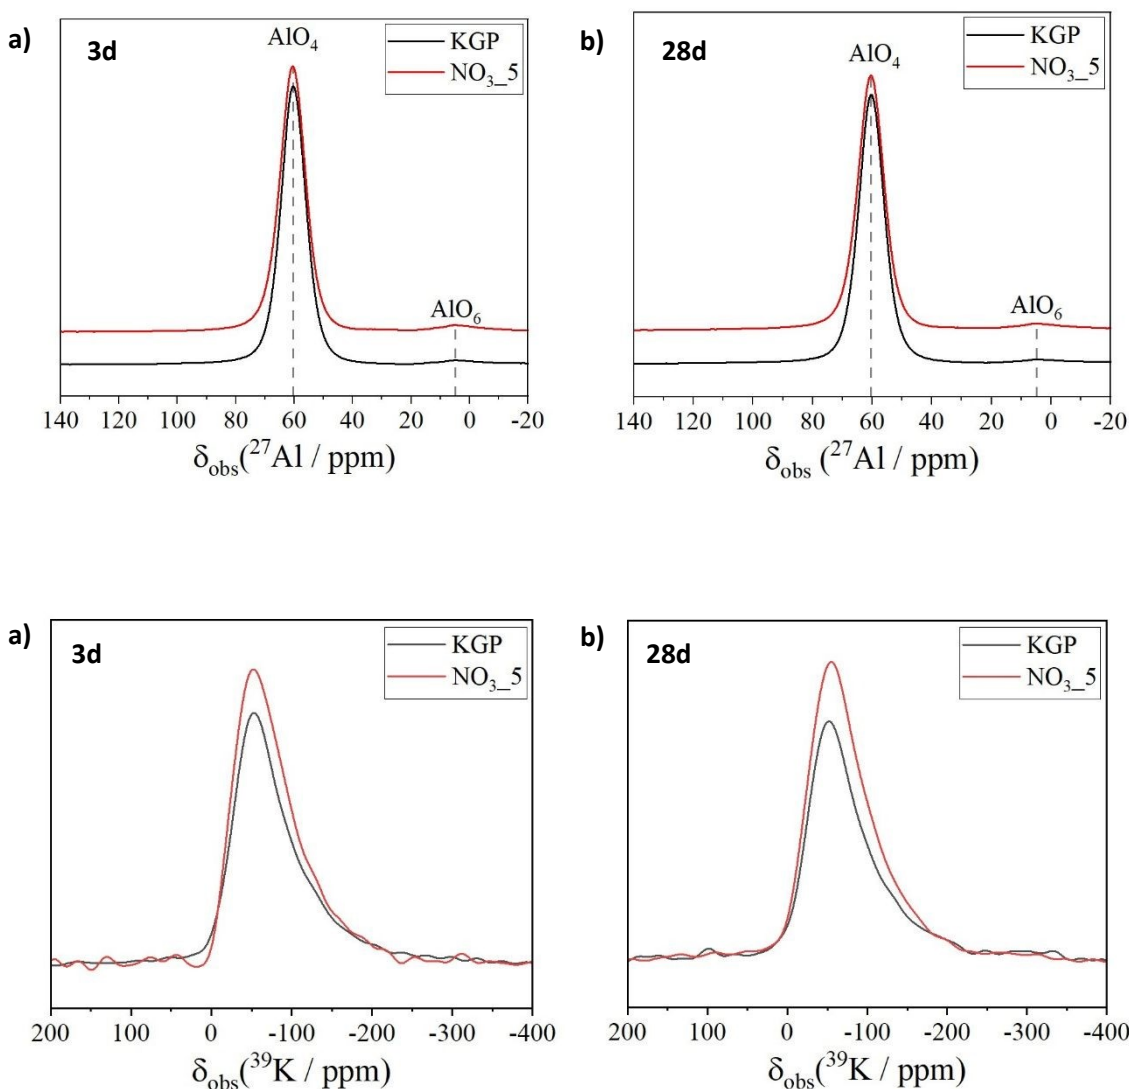 a)
3d
AlO₄
KGP
NO₃_5
AlO₆
140 120 100 80 60 40 20 0 -20
δobs(²⁷Al / ppm)
b)
28d
AlO₄
KGP
NO₃_5
AlO₆
140 120 100 80 60 40 20 0 -20
δobs (²⁷Al / ppm)
a)
3d
KGP
NO₃_5
200 100 0 -100 -200 -300 -400
δobs(³⁹K / ppm)
b)
28d
KGP
NO₃_5
200 100 0 -100 -200 -300 -400
δobs(³⁹K / ppm)